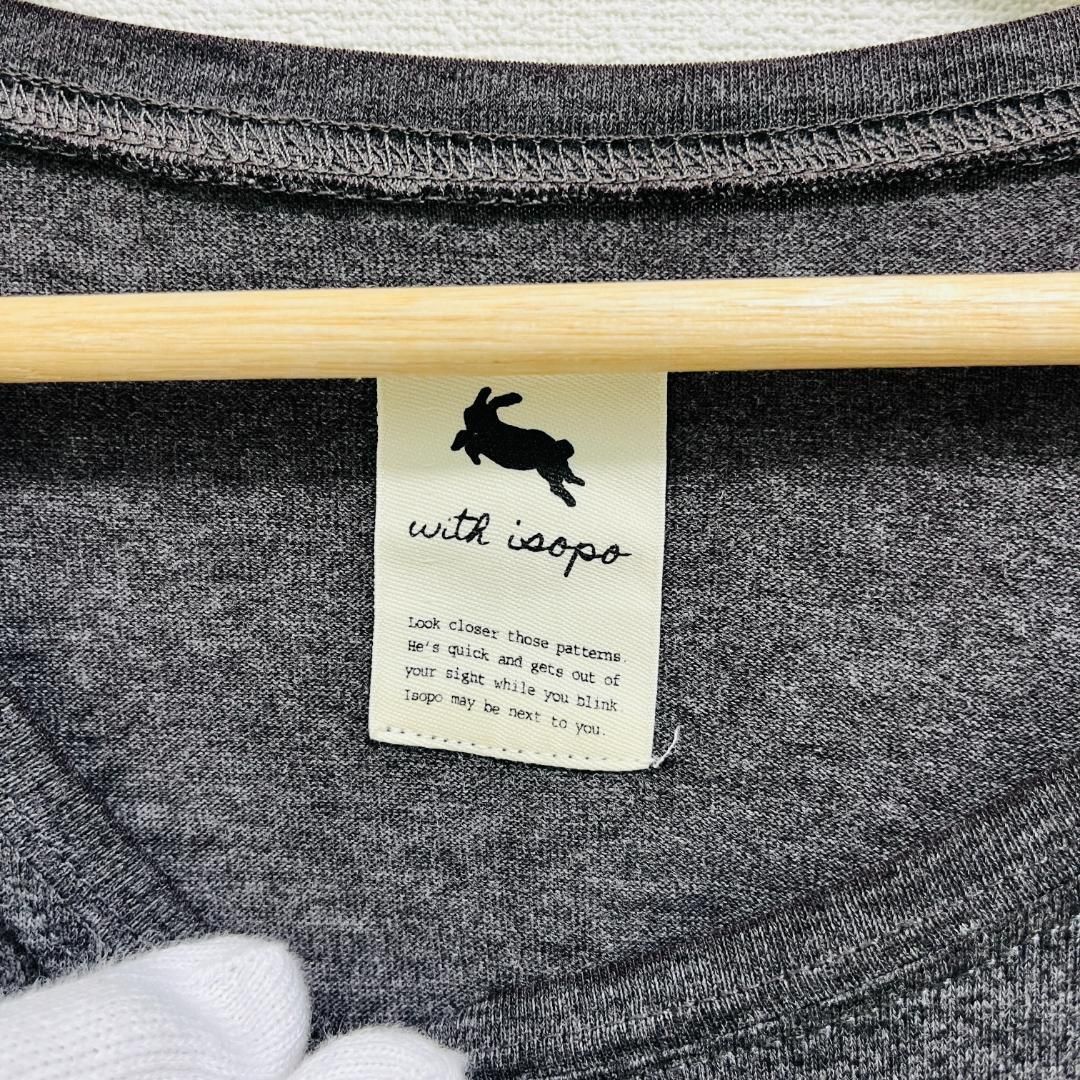 with isopo
Look closer those patterns.
He's quick and gets out of
your sight while you blink
Isopo may be next to you.